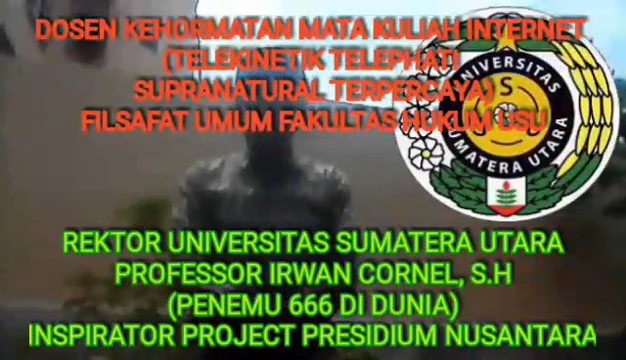 DOSEN KEHORMATAN MATA KULIAH INTERNET
(TELEKINETIK TELEPHATI
SUPRANATURAL TERPERCAYA)
FILSAFAT UMUM FAKULTAS HUKUM USU
UNIVERSITAS
SUMATERA UTARA
REKTOR UNIVERSITAS SUMATERA UTARA
PROFESSOR IRWAN CORNEL, S.H
(PENEMU 666 DI DUNIA)
INSPIRATOR PROJECT PRESIDIUM NUSANTARA